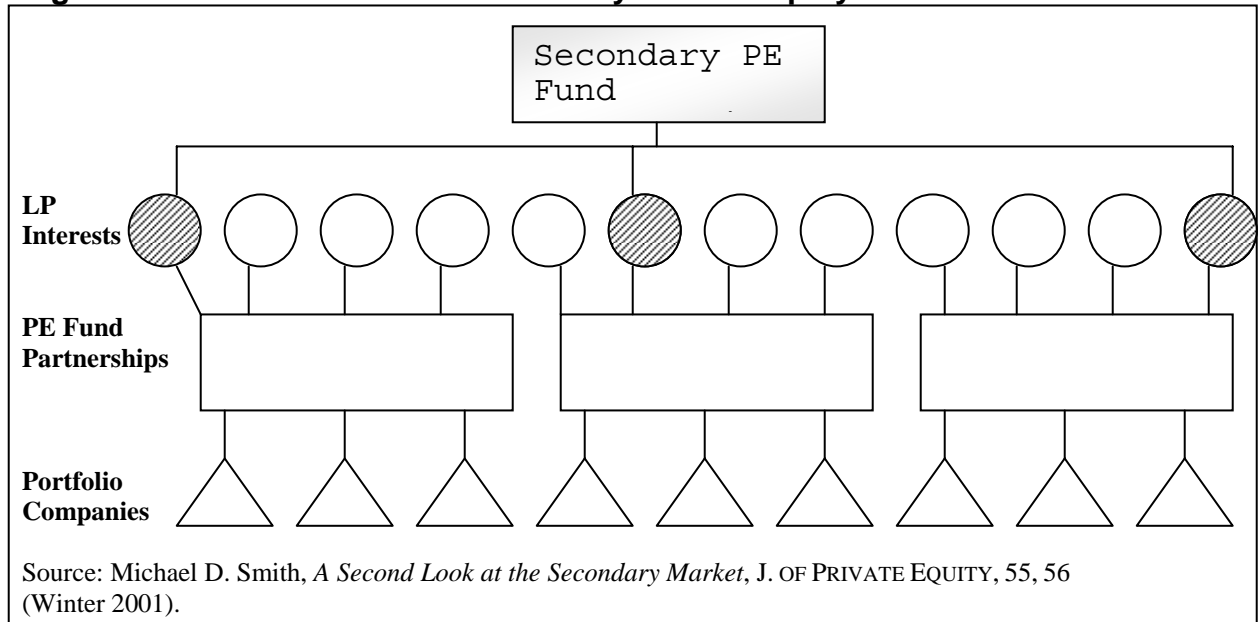 Secondary PE
Fund
LP
Interests
PE Fund
Partnerships
Portfolio
Companies
Source: Michael D. Smith, A Second Look at the Secondary Market, J. OF PRIVATE EQUITY, 55, 56
(Winter 2001).